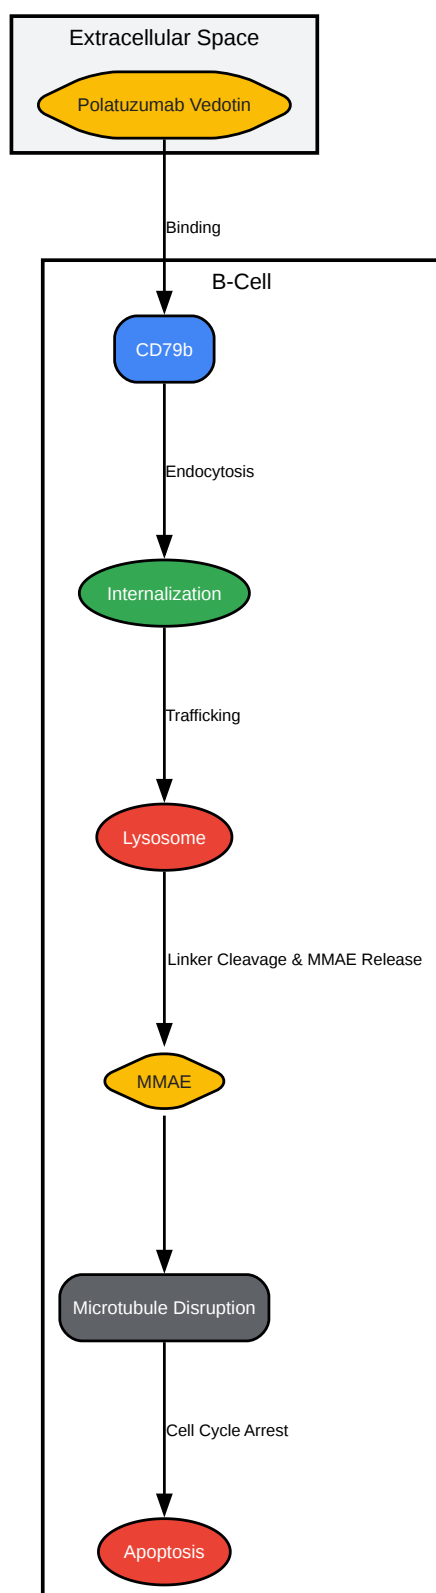 Extracellular Space
Polatuzumab Vedotin
Binding
B-Cell
CD79b
Endocytosis
Internalization
Trafficking
Lysosome
Linker Cleavage & MMAE Release
MMAE
Microtubule Disruption
Cell Cycle Arrest
Apoptosis